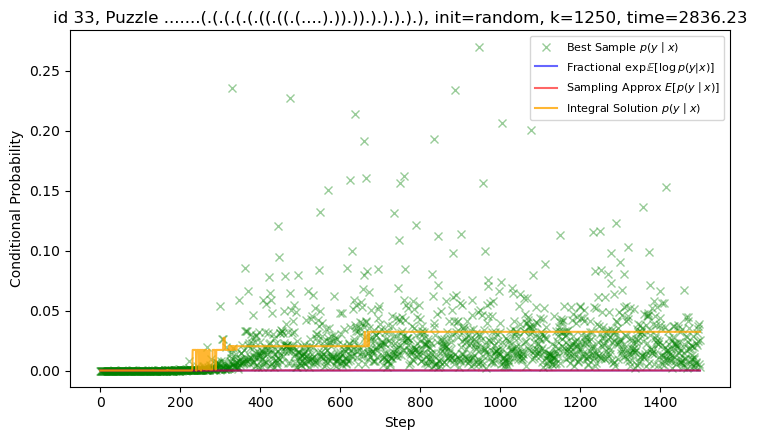 id 33, Puzzle .......(.(.(.(.(.((.((.(....).)).)).).).).).), init=random, k=1250, time=2836.23
Best Sample p(y | x)
Fractional exp𝔼[log p(y|x)]
Sampling Approx E[p(y | x)]
Integral Solution p(y | x)
Conditional Probability
0.25
0.20
0.15
0.10
0.05
0.00
0 200 400 600 800 1000 1200 1400
Step